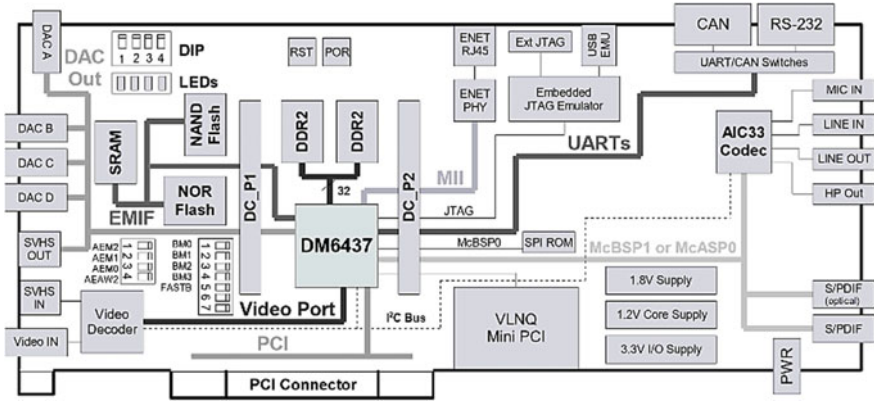 DAC A
DAC Out
1 2 3 4
DIP
LEDs
RST
POR
ENET RJ45
Ext JTAG
USB EMU
CAN
RS-232
UART/CAN Switches
ENET PHY
Embedded JTAG Emulator
MIC IN
LINE IN
LINE OUT
HP Out
AIC33 Codec
UARTs
DAC B
DAC C
DAC D
SRAM
NAND Flash
NOR Flash
EMIF
DC_P1
DDR2
DDR2
32
DC_P2
MII
JTAG
DM6437
McBSP0
SPI ROM
McBSP1 or McASP0
SVHS OUT
SVHS IN
Video IN
Video Decoder
AEM2
AEM1
AEM0
AEAW2
1
2
3
4
BM0
BM1
BM2
BM3
FASTB
1
2
3
4
5
6
7
Video Port
I²C Bus
VLNQ Mini PCI
1.8V Supply
1.2V Core Supply
3.3V I/O Supply
S/PDIF (optical)
S/PDIF
PWR
PCI
PCI Connector